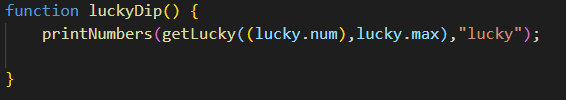 function luckyDip() {
    printNumbers(getLucky((lucky.num),lucky.max),"lucky");
}